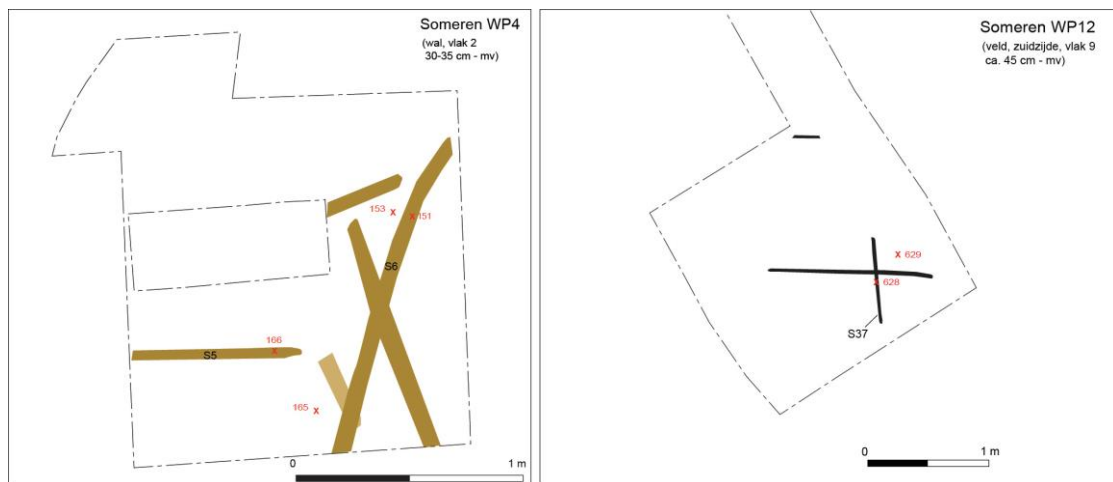 Someren WP4
(wal, vlak 2
30-35 cm - mv)
153 x
x 151
S6
166
x
S5
165 x
0
1 m
Someren WP12
(veld, zuidzijde, vlak 9
ca. 45 cm - mv)
x 629
x 628
S37
0
1 m